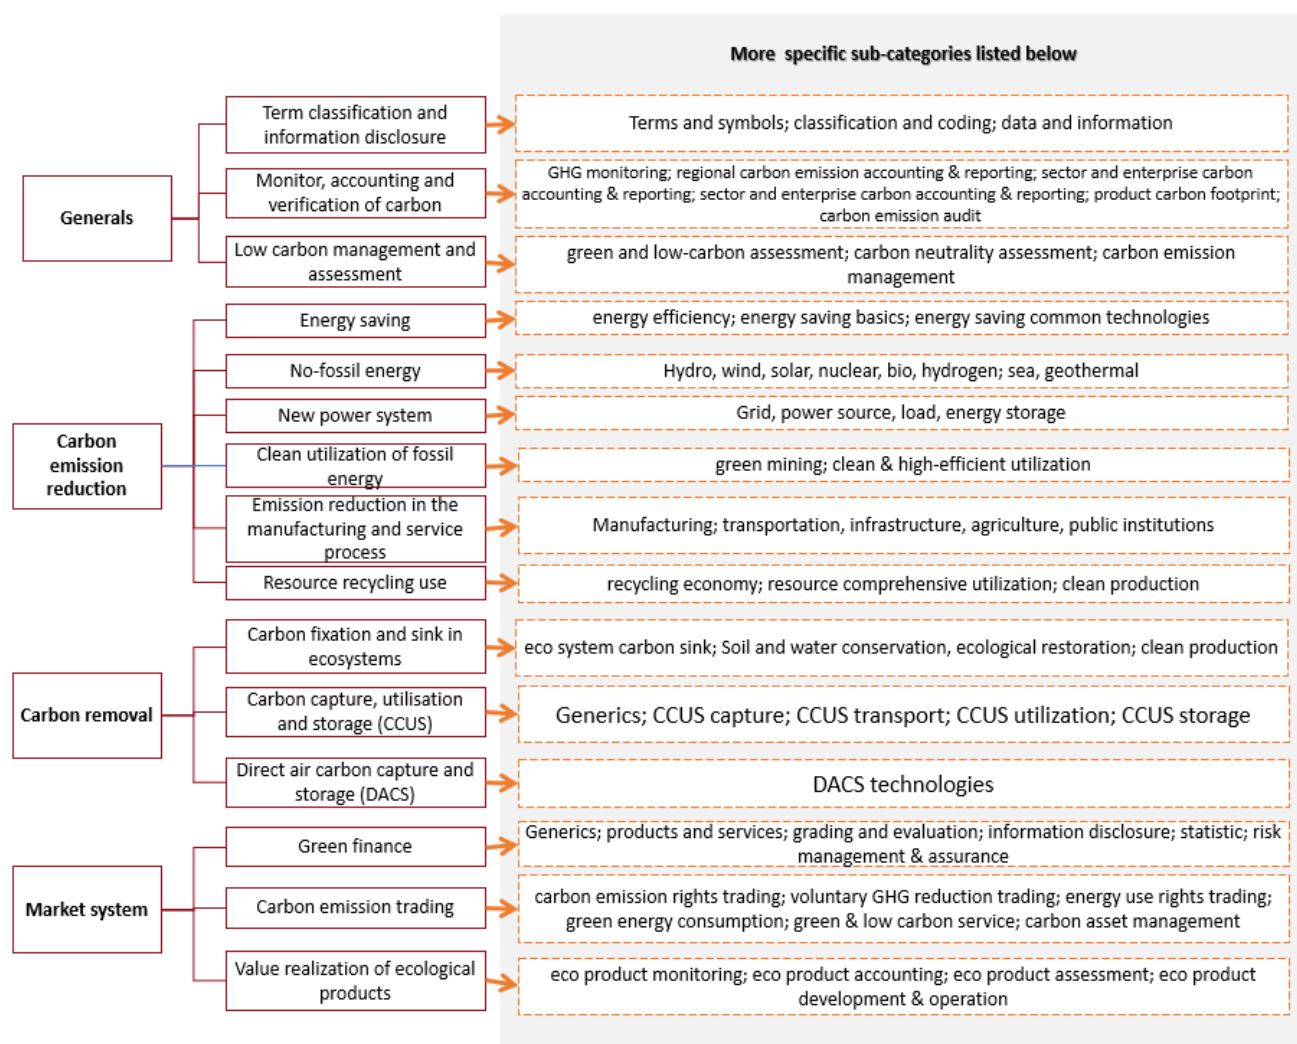 More specific sub-categories listed below
Generals
Term classification and
information disclosure
Terms and symbols; classification and coding; data and information
Monitor, accounting and
verification of carbon
GHG monitoring; regional carbon emission accounting & reporting; sector and enterprise carbon
accounting & reporting; sector and enterprise carbon accounting & reporting; product carbon footprint;
carbon emission audit
Low carbon management and
assessment
green and low-carbon assessment; carbon neutrality assessment; carbon emission
management
Carbon
emission
reduction
Energy saving
energy efficiency; energy saving basics; energy saving common technologies
No-fossil energy
Hydro, wind, solar, nuclear, bio, hydrogen; sea, geothermal
New power system
Grid, power source, load, energy storage
Clean utilization of fossil
energy
green mining; clean & high-efficient utilization
Emission reduction in the
manufacturing and service
process
Manufacturing; transportation, infrastructure, agriculture, public institutions
Resource recycling use
recycling economy; resource comprehensive utilization; clean production
Carbon removal
Carbon fixation and sink in
ecosystems
eco system carbon sink; Soil and water conservation, ecological restoration; clean production
Carbon capture, utilisation
and storage (CCUS)
Generics; CCUS capture; CCUS transport; CCUS utilization; CCUS storage
Direct air carbon capture and
storage (DACS)
DACS technologies
Market system
Green finance
Generics; products and services; grading and evaluation; information disclosure; statistic; risk
management & assurance
Carbon emission trading
carbon emission rights trading; voluntary GHG reduction trading; energy use rights trading;
green energy consumption; green & low carbon service; carbon asset management
Value realization of ecological
products
eco product monitoring; eco product accounting; eco product assessment; eco product
development & operation